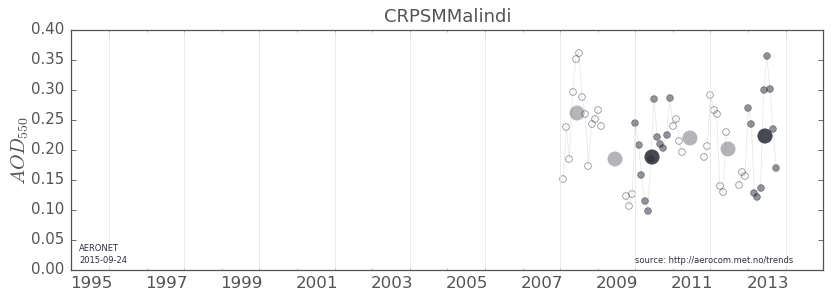 CRPSMMalindi
0.40
0.35
0.30
0.25
0.20
0.15
0.10
0.05
0.00
AOD550
AERONET
2015-09-24
source: http://aerocom.met.no/trends
1995 1997 1999 2001 2003 2005 2007 2009 2011 2013